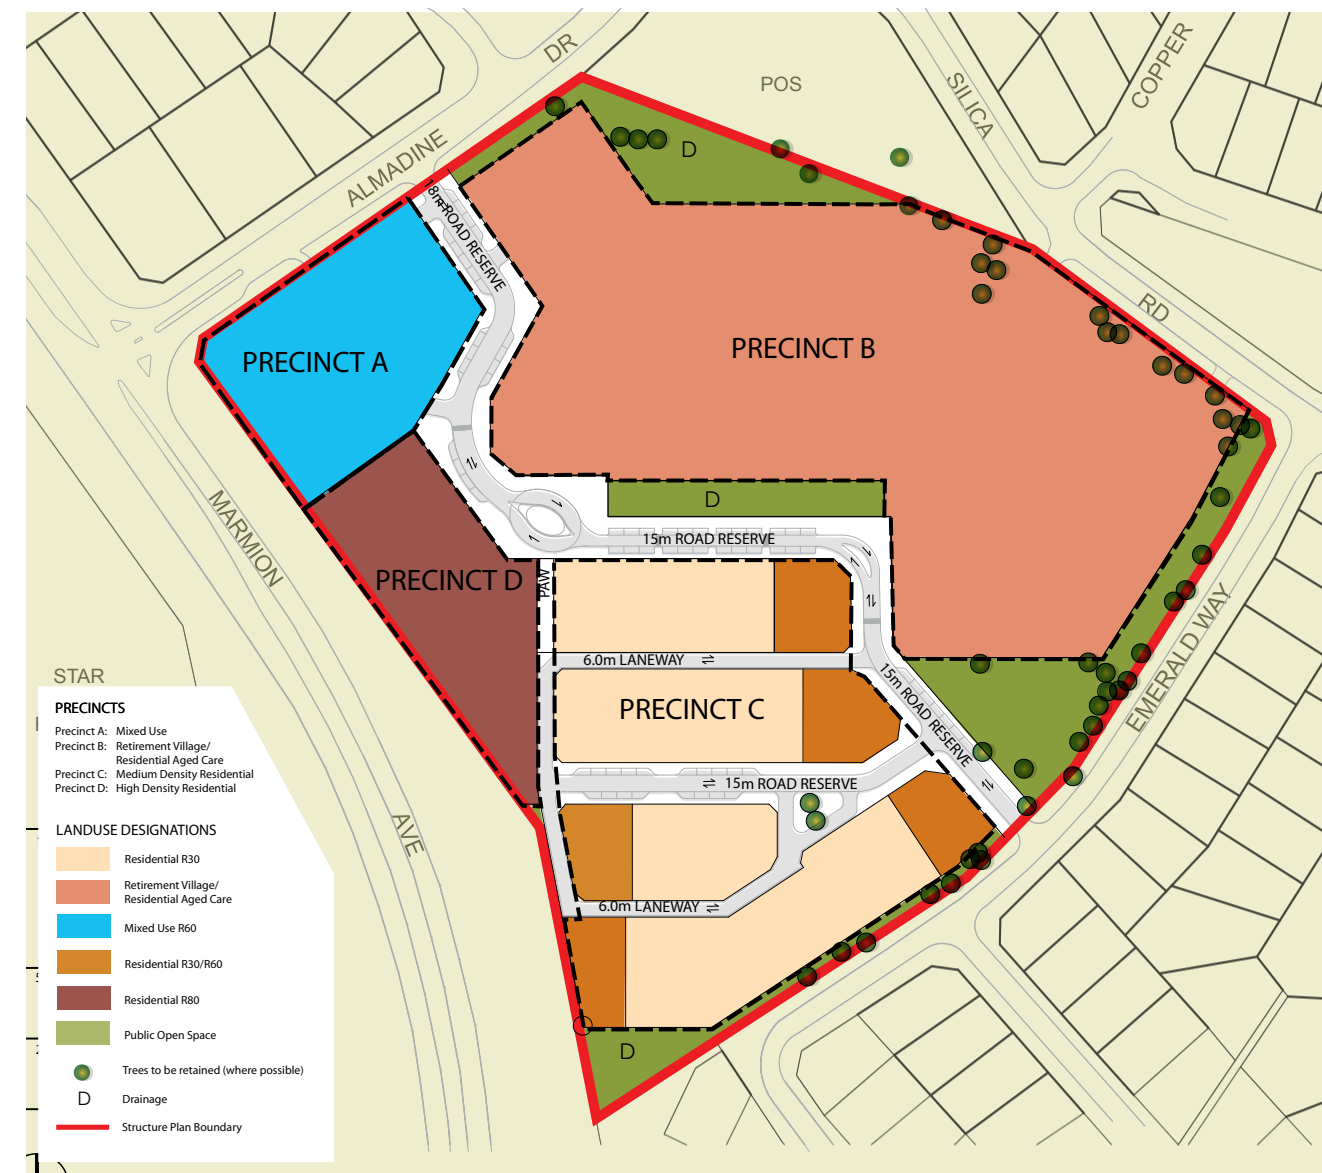 DR
POS
SILICA
COPPER
ALMADINE
D
18m ROAD RESERVE
RD
PRECINCT A
PRECINCT B
D
15m ROAD RESERVE
MARMION
PRECINCT D
PAW
6.0m LANEWAY
15m ROAD RESERVE
EMERALD WAY
PRECINCT C
15m ROAD RESERVE
AVE
6.0m LANEWAY
D
STAR
PRECINCTS
Precinct A: Mixed Use
Precinct B: Retirement Village/
Residential Aged Care
Precinct C: Medium Density Residential
Precinct D: High Density Residential
LANDUSE DESIGNATIONS
Residential R30
Retirement Village/
Residential Aged Care
Mixed Use R60
Residential R30/R60
Residential R80
Public Open Space
Trees to be retained (where possible)
D Drainage
Structure Plan Boundary